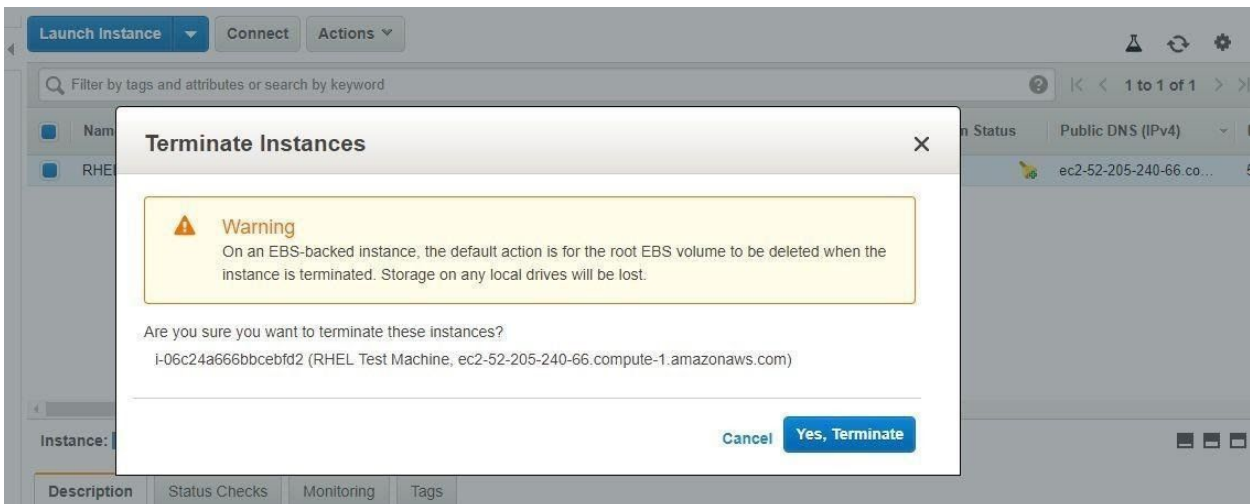 Launch Instance Connect Actions
Filter by tags and attributes or search by keyword 1 to 1 of 1
Nam n Status Public DNS (IPv4)
RHEL ec2-52-205-240-66.co... 5
Terminate Instances
Warning
On an EBS-backed instance, the default action is for the root EBS volume to be deleted when the
instance is terminated. Storage on any local drives will be lost.
Are you sure you want to terminate these instances?
i-06c24a666bbcebfd2 (RHEL Test Machine, ec2-52-205-240-66.compute-1.amazonaws.com)
Cancel Yes, Terminate
Instance:
Description Status Checks Monitoring Tags